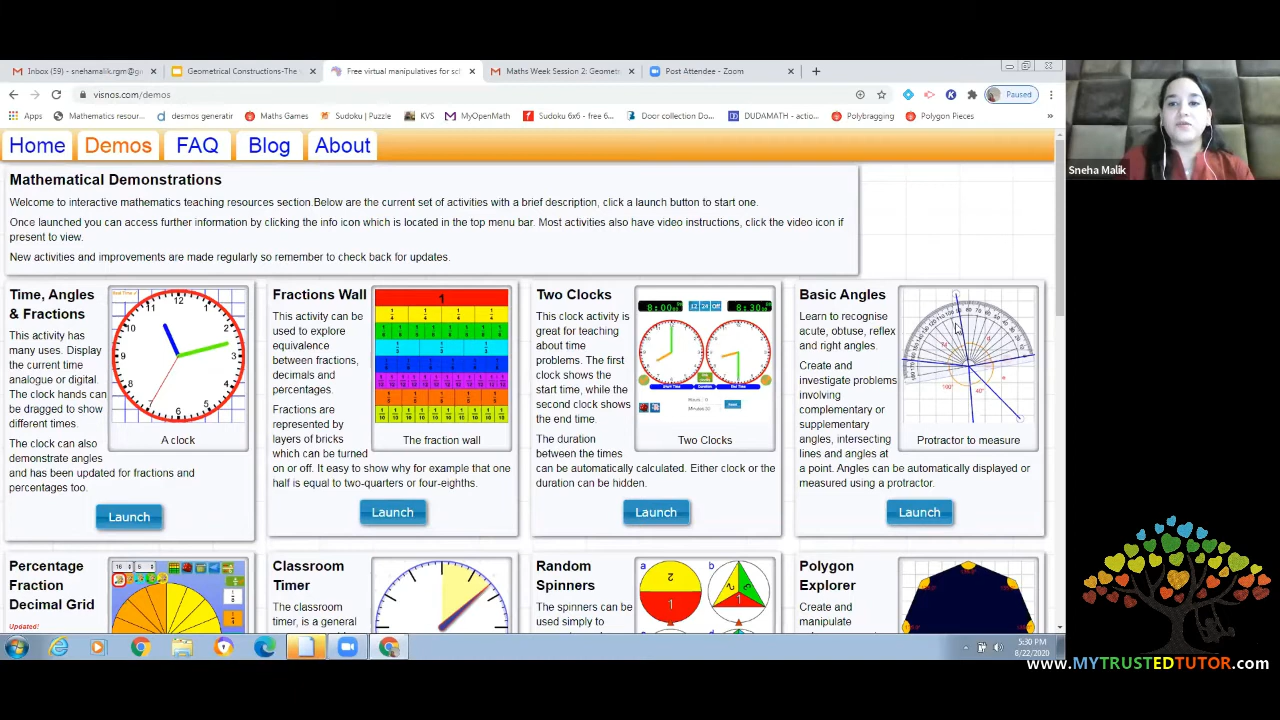 Inbox (59) - snehamalik.rgm@g
Geometrical Constructions-The
Free virtual manipulatives for sch
Maths Week Session 2: Geometr
Post Attendee - Zoom
visnos.com/demos
Paused
Apps
Mathematics resour...
desmos generatir
Maths Games
Sudoku | Puzzle
KVS
MyOpenMath
Sudoku 6x6 - free 6...
Door collection Do...
DUDAMATH - actio...
Polybragging
Polygon Pieces
Sneha Malik
Home
Demos
FAQ
Blog
About
Mathematical Demonstrations
Welcome to interactive mathematics teaching resources section.Below are the current set of activities with a brief description, click a launch button to start one.
Once launched you can access further information by clicking the info icon which is located in the top menu bar. Most activities also have video instructions, click the video icon if
present to view.
New activities and improvements are made regularly so remember to check back for updates.
Time, Angles
& Fractions
This activity has
many uses. Display
the current time
analogue or digital.
The clock hands can
be dragged to show
different times.
The clock can also
demonstrate angles
and has been updated for fractions and
percentages too.
A clock
Launch
Fractions Wall
This activity can be
used to explore
equivalence
between fractions,
decimals and
percentages.
Fractions are
represented by
layers of bricks
which can be turned
on or off. It easy to show why for example that one
half is equal to two-quarters or four-eighths.
The fraction wall
Launch
Two Clocks
This clock activity is
great for teaching
about time
problems. The first
clock shows the
start time, while the
second clock shows
the end time.
The duration
between the times
can be automatically calculated. Either clock or the
duration can be hidden.
8:00
8:30
Two Clocks
Launch
Basic Angles
Learn to recognise
acute, obtuse, reflex
and right angles.
Create and
investigate problems
involving
complementary or
supplementary
angles, intersecting
lines and angles at
a point. Angles can be automatically displayed or
measured using a protractor.
Protractor to measure
Launch
Percentage
Fraction
Decimal Grid
Updated!
Classroom
Timer
The classroom
timer, is a general
Random
Spinners
The spinners can be
used simply to
Polygon
Explorer
Create and
manipulate
5:30 PM
8/22/2020
www.MYTRUSTEDTUTOR.com